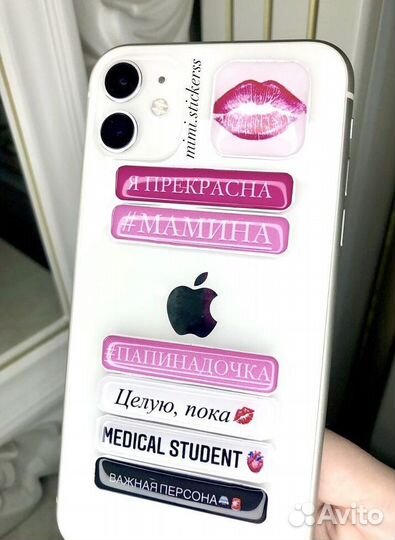 mimi.stickerss
Я ПРЕКРАСНА
#МАМИНА
#ПАПИНАДОЧКА
Целую, пока💋
MEDICAL STUDENT🫀
ВАЖНАЯ ПЕРСОНА🚔🚨
Avito